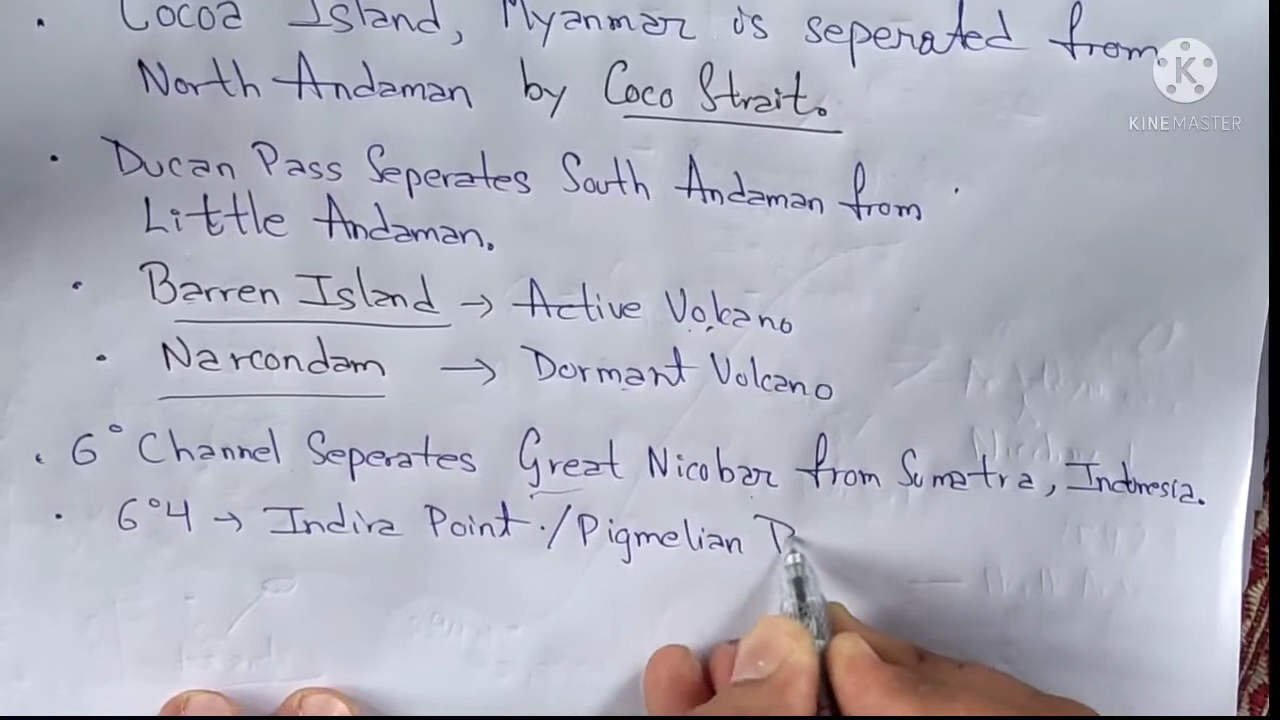 • Cocoa Island, Myanmar is seperated from
North Andaman by Coco Strait.
• Ducan Pass Seperates South Andaman from
Little Andaman.
• Barren Island → Active Volcano
• Narcondam → Dormant Volcano
• 6° Channel Seperates Great Nicobar from Sumatra, Indonesia.
• 6°4 → Indira Point ·/Pigmelian P
K
KINEMASTER